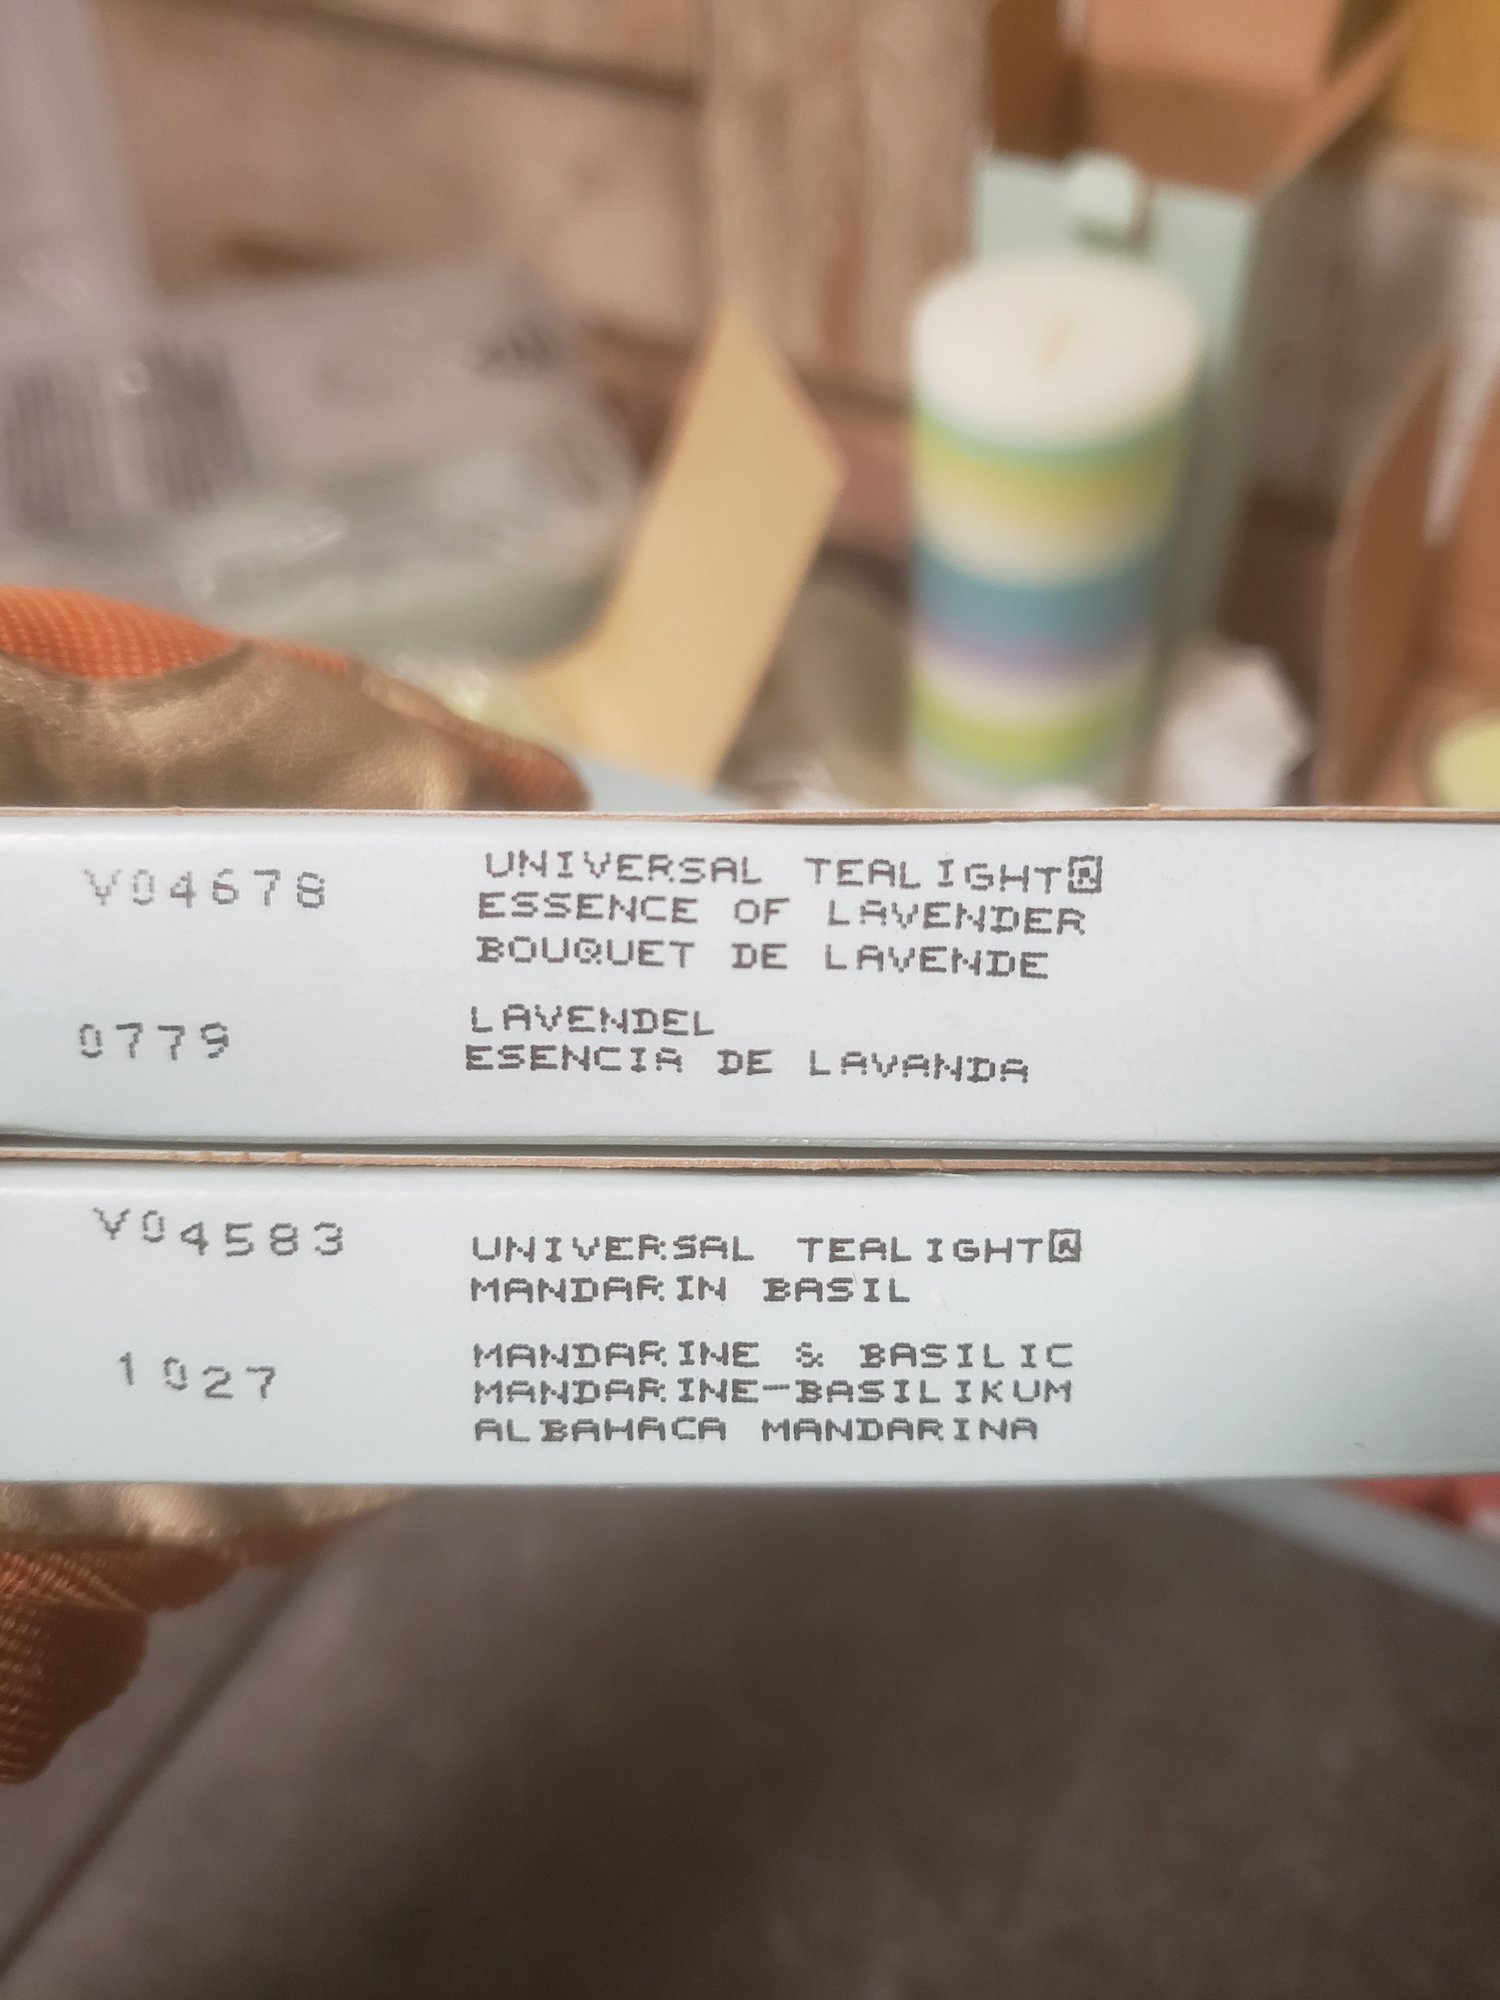 V04678
UNIVERSAL TEALIGHT®
ESSENCE OF LAVENDER
BOUQUET DE LAVENDE
0779
LAVENDEL
ESENCIA DE LAVANDA
V04583
UNIVERSAL TEALIGHT®
MANDARIN BASIL
1027
MANDARINE & BASILIC
MANDARINE-BASILIKUM
ALBAHACA MANDARINA